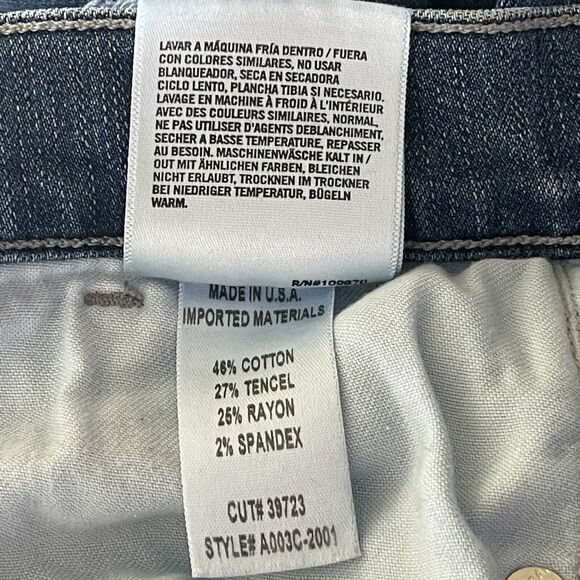 LAVAR A MÁQUINA FRÍA DENTRO / FUERA
CON COLORES SIMILARES, NO USAR
BLANQUEADOR, SECA EN SECADORA
CICLO LENTO, PLANCHA TIBIA SI NECESARIO.
LAVAGE EN MACHINE À FROID À L'INTÉRIEUR
AVEC DES COULEURS SIMILAIRES, NORMAL,
NE PAS UTILISER D'AGENTS DEBLANCHIMENT,
SECHER A BASSE TEMPERATURE, REPASSER
AU BESOIN. MASCHINENWÄSCHE KALT IN /
OUT MIT ÄHNLICHEN FARBEN, BLEICHEN
NICHT ERLAUBT, TROCKNEN IM TROCKNER
BEI NIEDRIGER TEMPERATUR, BÜGELN
WARM.
MADE IN U.S.A.
IMPORTED MATERIALS
46% COTTON
27% TENCEL
25% RAYON
2% SPANDEX
CUT# 39723
STYLE# A003C-2001